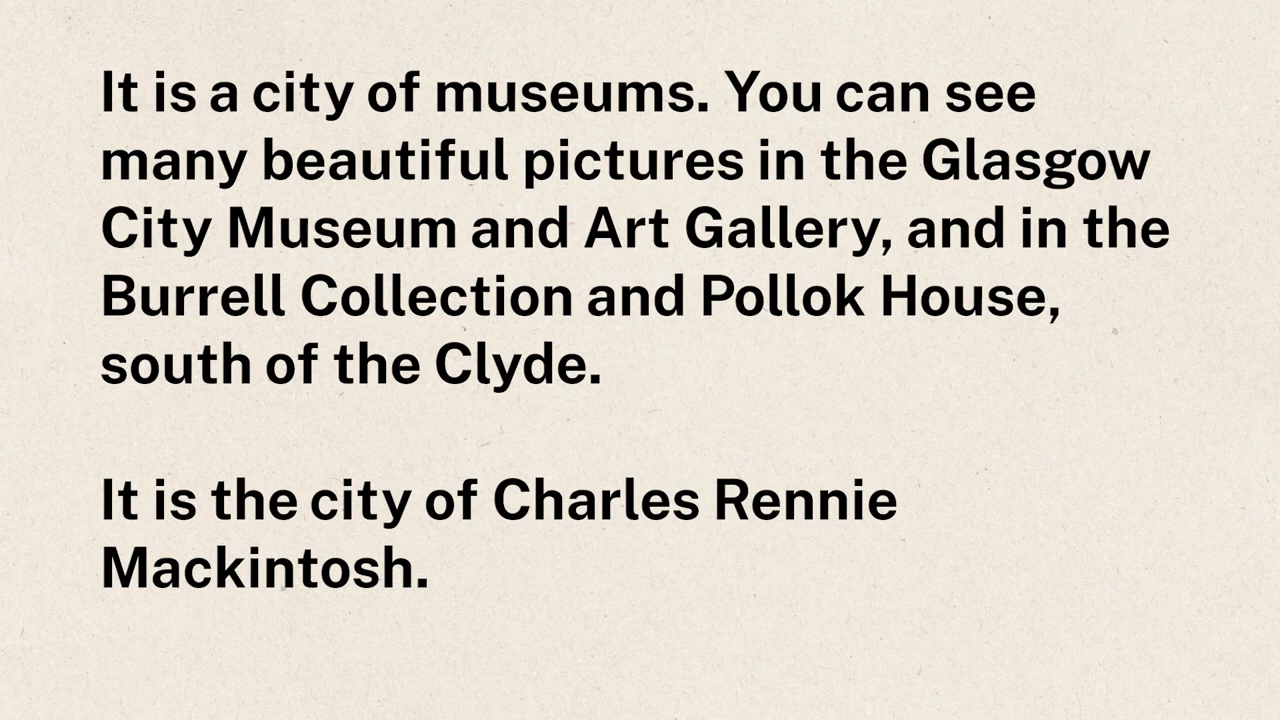 It is a city of museums. You can see
many beautiful pictures in the Glasgow
City Museum and Art Gallery, and in the
Burrell Collection and Pollok House,
south of the Clyde.
It is the city of Charles Rennie
Mackintosh.